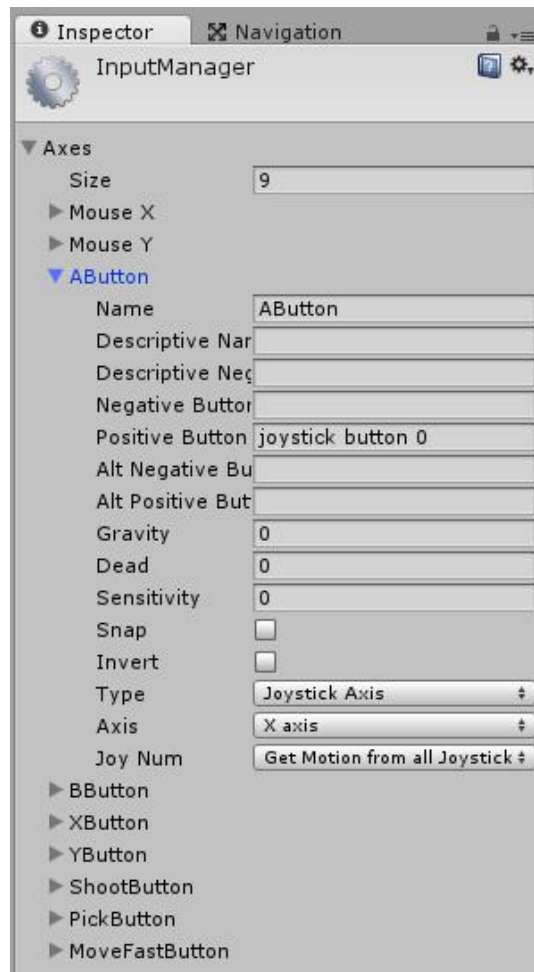 Inspector Navigation
InputManager
Axes
Size 9
Mouse X
Mouse Y
AButton
Name AButton
Descriptive Nar
Descriptive Neg
Negative Button
Positive Button joystick button 0
Alt Negative Bu
Alt Positive But
Gravity 0
Dead 0
Sensitivity 0
Snap
Invert
Type Joystick Axis
Axis X axis
Joy Num Get Motion from all Joystick
BButton
XButton
YButton
ShootButton
PickButton
MoveFastButton